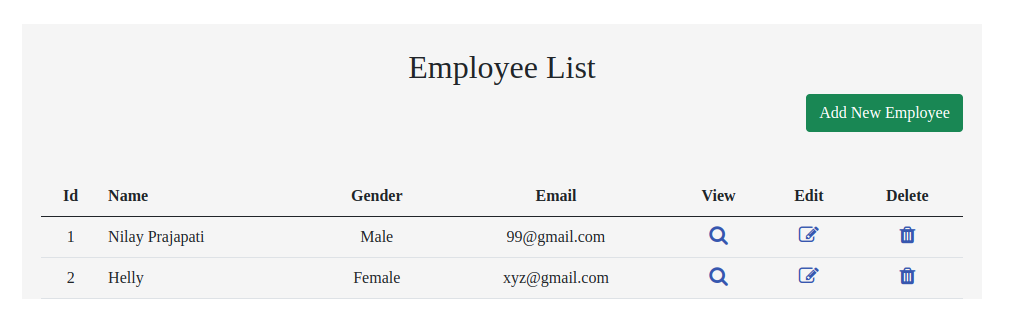 Employee List
Add New Employee
Id Name Gender Email View Edit Delete
1 Nilay Prajapati Male 99@gmail.com
2 Helly Female xyz@gmail.com